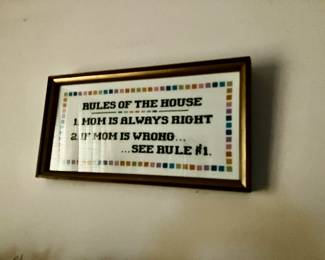 RULES OF THE HOUSE
1. MOM IS ALWAYS RIGHT
2. IF MOM IS WRONG...
...SEE RULE #1.